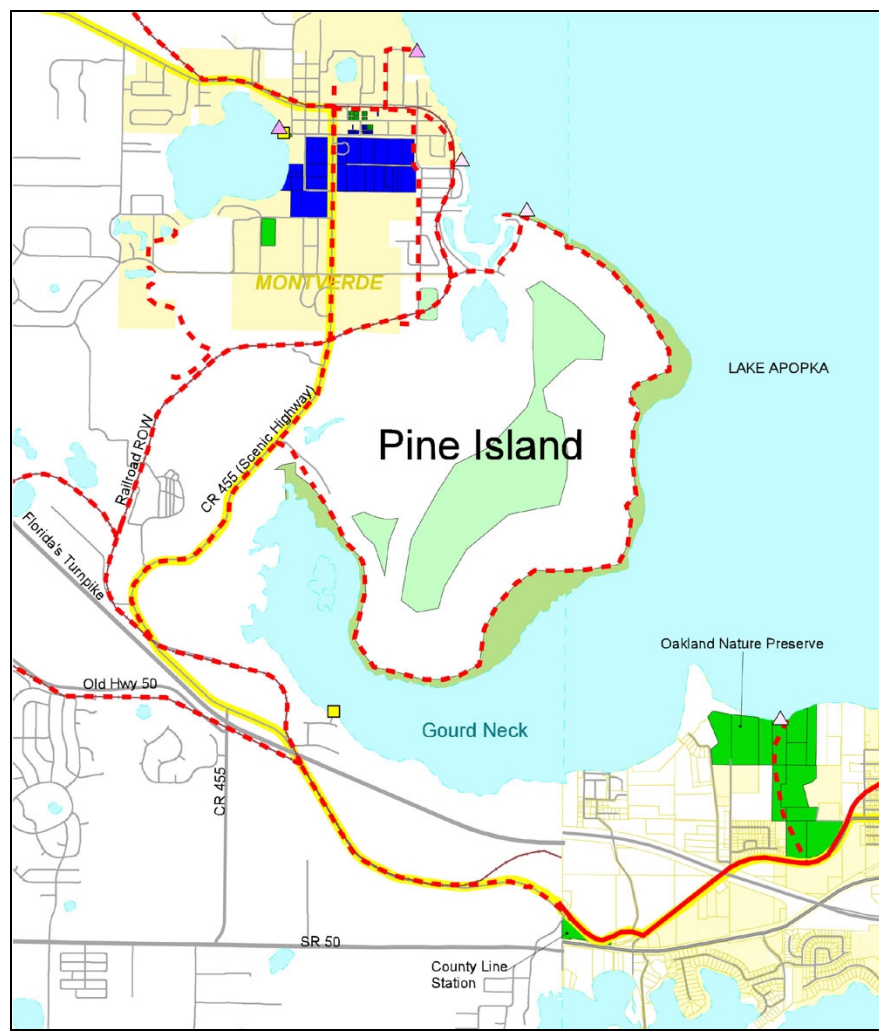 MONTVERDE
LAKE APOPKA
Pine Island
CR 455 (Scenic Highway)
Railroad ROW
Florida's Turnpike
Oakland Nature Preserve
Old Hwy 50
Gourd Neck
CR 455
SR 50
County Line
Station